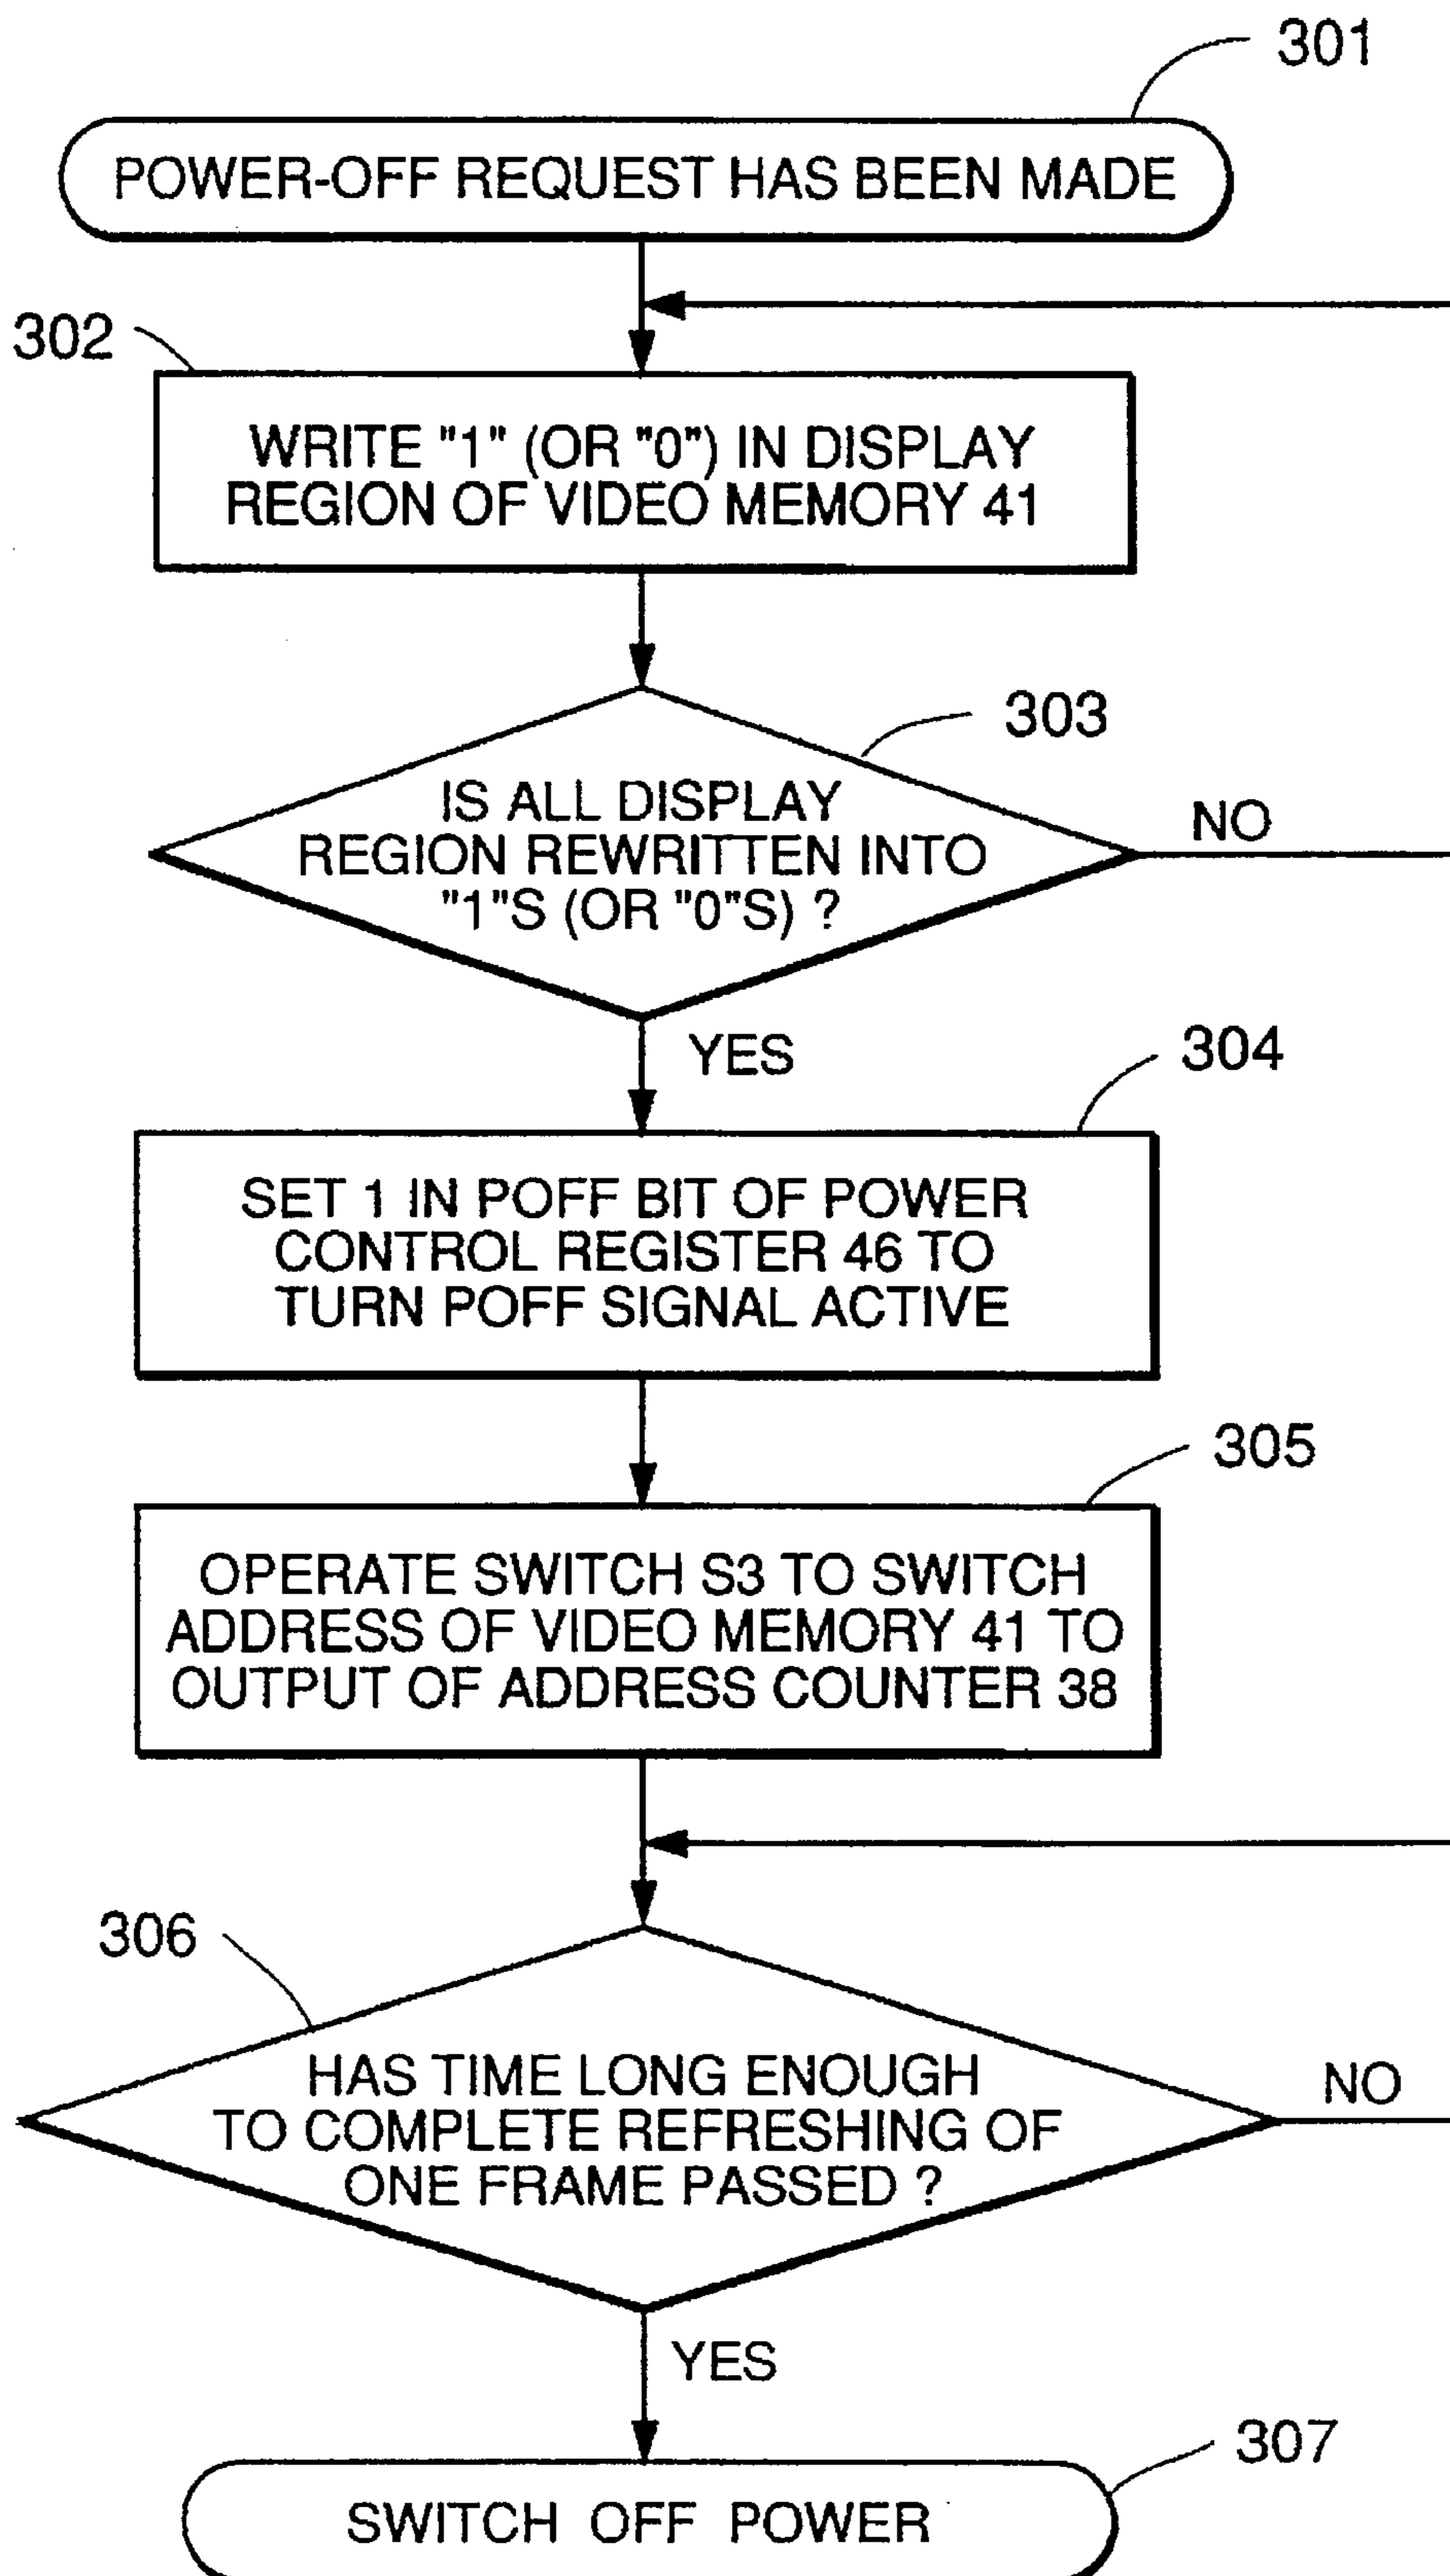 301
POWER-OFF REQUEST HAS BEEN MADE
302
WRITE "1" (OR "0") IN DISPLAY
REGION OF VIDEO MEMORY 41
303
IS ALL DISPLAY
REGION REWRITTEN INTO
"1"S (OR "0"S) ?
NO
YES
304
SET 1 IN POFF BIT OF POWER
CONTROL REGISTER 46 TO
TURN POFF SIGNAL ACTIVE
305
OPERATE SWITCH S3 TO SWITCH
ADDRESS OF VIDEO MEMORY 41 TO
OUTPUT OF ADDRESS COUNTER 38
306
HAS TIME LONG ENOUGH
TO COMPLETE REFRESHING OF
ONE FRAME PASSED ?
NO
YES
307
SWITCH OFF POWER